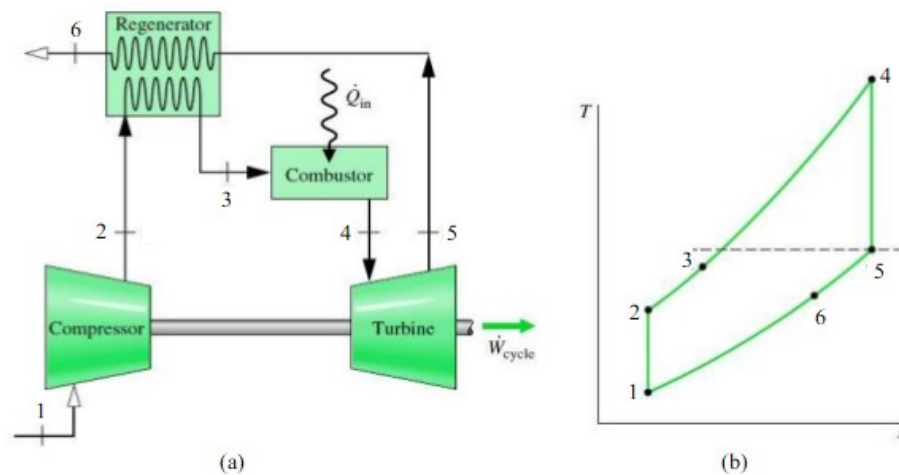 6
Regenerator
Q̇in
3
Combustor
2
4
5
Compressor
Turbine
Ẇcycle
1
(a)
T
4
3
5
2
6
1
(b)